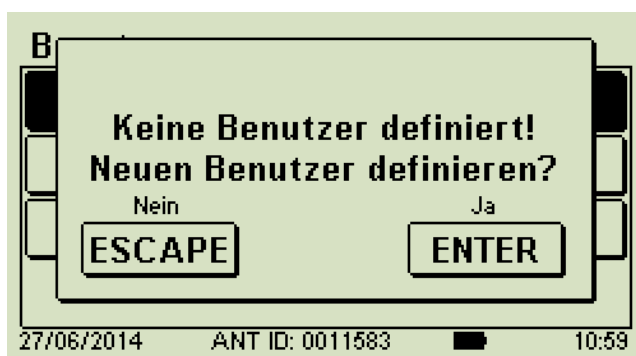 Keine Benutzer definiert!
Neuen Benutzer definieren?
Nein Ja
ESCAPE ENTER
27/06/2014 ANT ID: 0011583 10:59